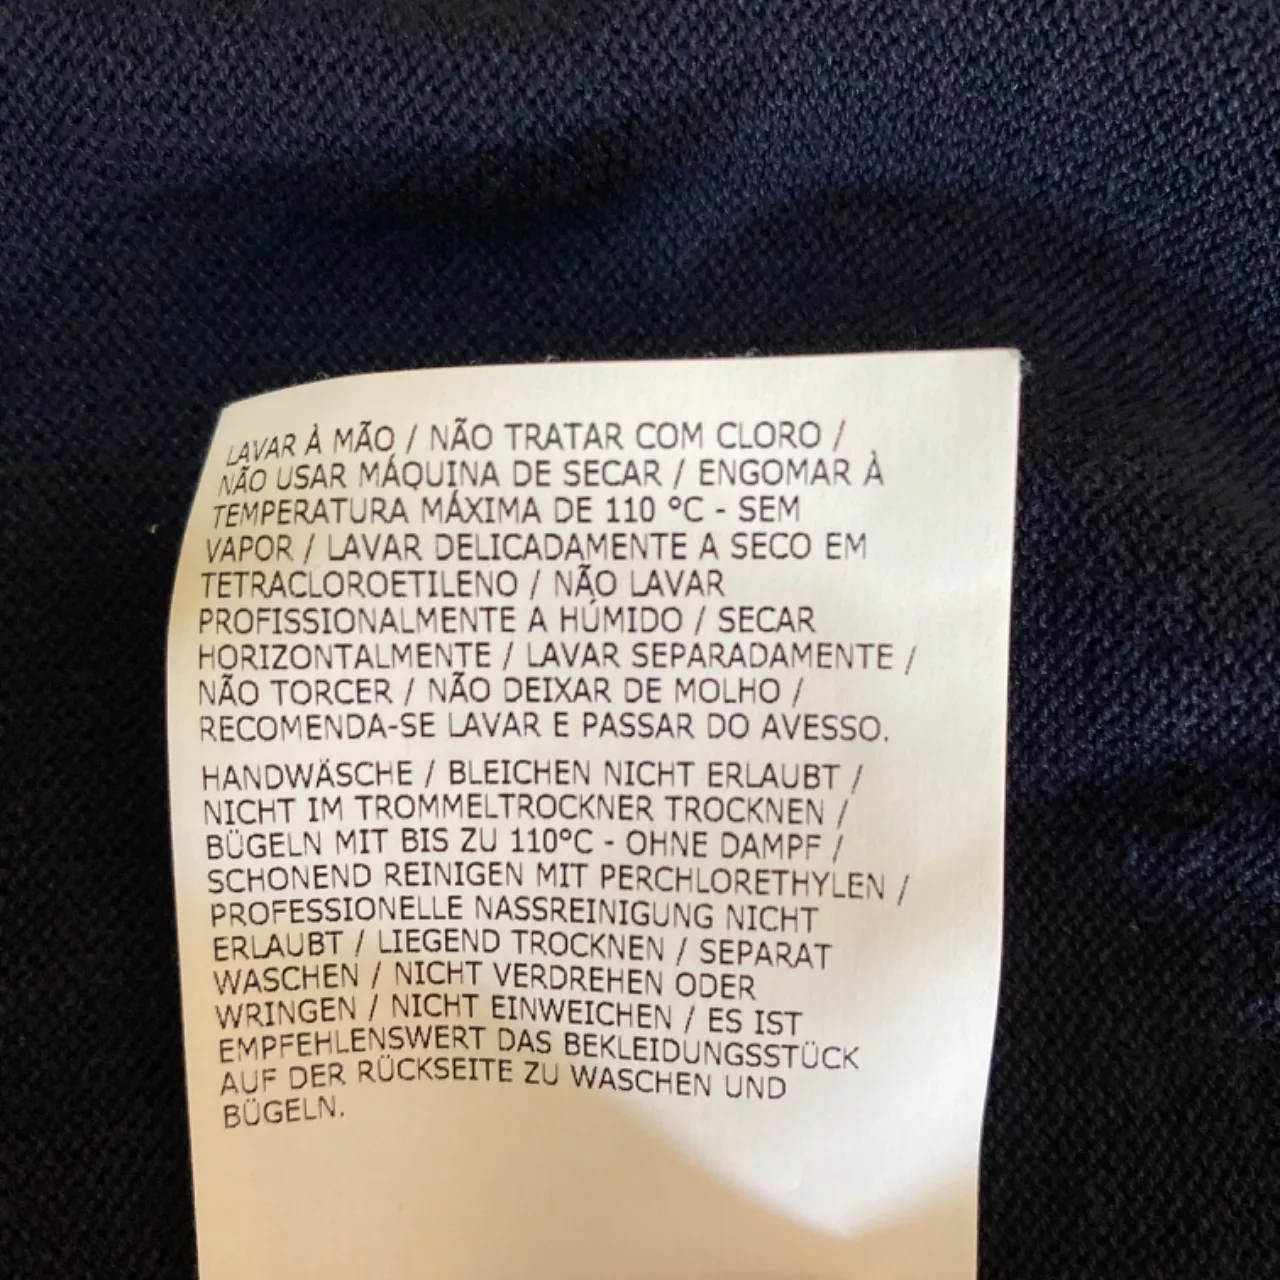 LAVAR À MÃO / NÃO TRATAR COM CLORO /
NÃO USAR MÁQUINA DE SECAR / ENGOMAR À
TEMPERATURA MÁXIMA DE 110 ºC - SEM
VAPOR / LAVAR DELICADAMENTE A SECO EM
TETRACLOROETILENO / NÃO LAVAR
PROFISSIONALMENTE A HÚMIDO / SECAR
HORIZONTALMENTE / LAVAR SEPARADAMENTE /
NÃO TORCER / NÃO DEIXAR DE MOLHO /
RECOMENDA-SE LAVAR E PASSAR DO AVESSO.
HANDWÄSCHE / BLEICHEN NICHT ERLAUBT /
NICHT IM TROMMELTROCKNER TROCKNEN /
BÜGELN MIT BIS ZU 110°C - OHNE DAMPF /
SCHONEND REINIGEN MIT PERCHLORETHYLEN /
PROFESSIONELLE NASSREINIGUNG NICHT
ERLAUBT / LIEGEND TROCKNEN / SEPARAT
WASCHEN / NICHT VERDREHEN ODER
WRINGEN / NICHT EINWEICHEN / ES IST
EMPFEHLENSWERT DAS BEKLEIDUNGSSTÜCK
AUF DER RÜCKSEITE ZU WASCHEN UND
BÜGELN.